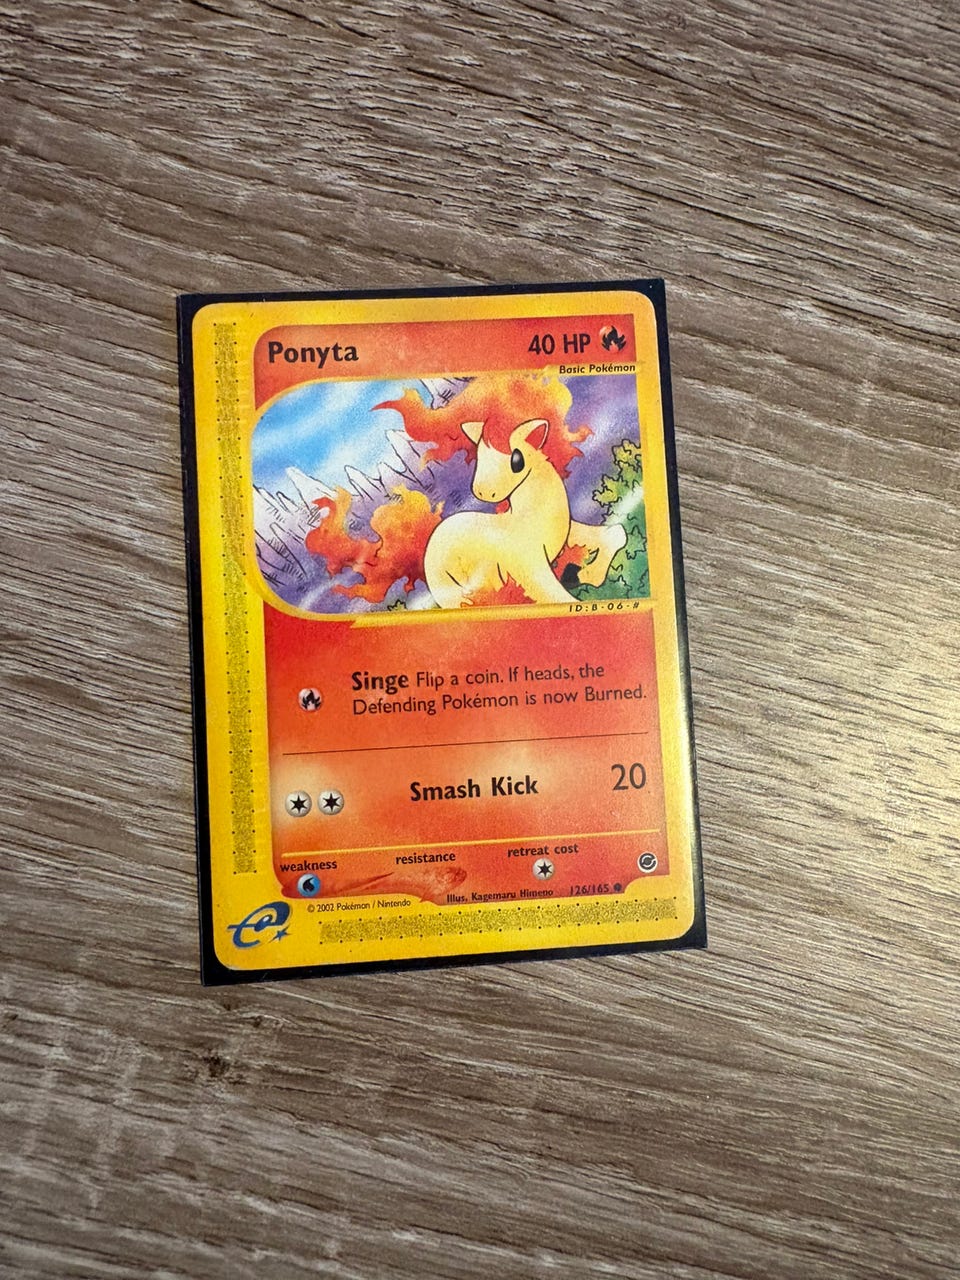 Ponyta
40 HP
Basic Pokémon
ID:B-06-#
Singe Flip a coin. If heads, the
Defending Pokémon is now Burned.
Smash Kick 20
weakness resistance retreat cost
Illus. Kagemaru Himeno 126/165
© 2002 Pokémon / Nintendo
e